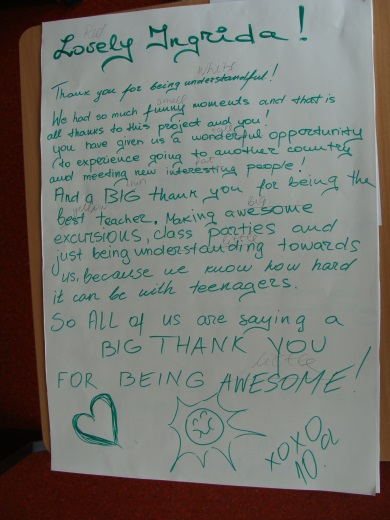 Lovely Ingrida!
Thank you for being understandful!
We had so much funny moments and that is
all thanks to this project and you!
you have given us a wonderful opportunity
to experience going to another country
and meeting new interesting people!
And a BIG thank you for being the
best teacher, Making awesome
excursions, class parties and
just being understanding towards
us, because we know how hard
it can be with teenagers.
So ALL of us are saying a
BIG THANK YOU
FOR BEING AWESOME!
XOXO
10.a